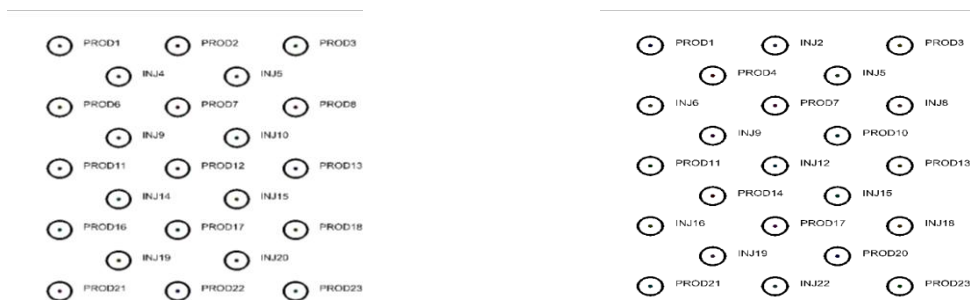 PROD1 PROD2 PROD3
INJ4 INJ5
PROD6 PROD7 PROD8
INJ9 INJ10
PROD11 PROD12 PROD13
INJ14 INJ15
PROD16 PROD17 PROD18
INJ19 INJ20
PROD21 PROD22 PROD23
PROD1 INJ2 PROD3
PROD4 INJ5
INJ6 PROD7 INJ8
INJ9 PROD10
PROD11 INJ12 PROD13
PROD14 INJ15
INJ16 PROD17 INJ18
INJ19 PROD20
PROD21 INJ22 PROD23